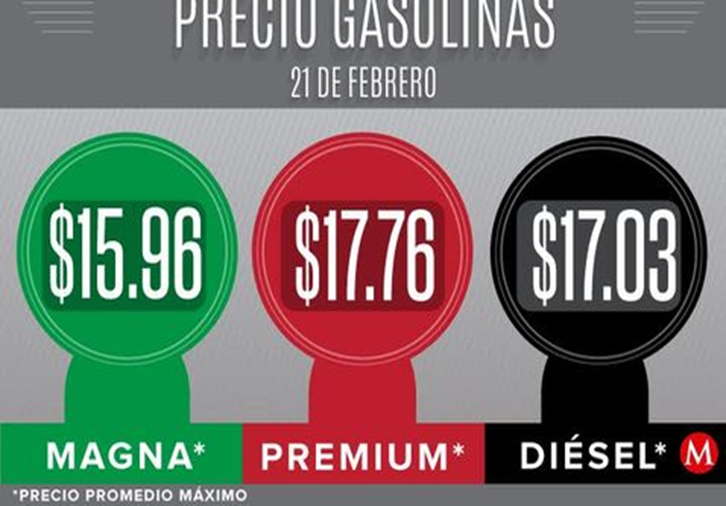 PRECIO GASOLINAS
21 DE FEBRERO
$15.96
$17.76
$17.03
MAGNA*
PREMIUM*
DIÉSEL*
M
*PRECIO PROMEDIO MÁXIMO